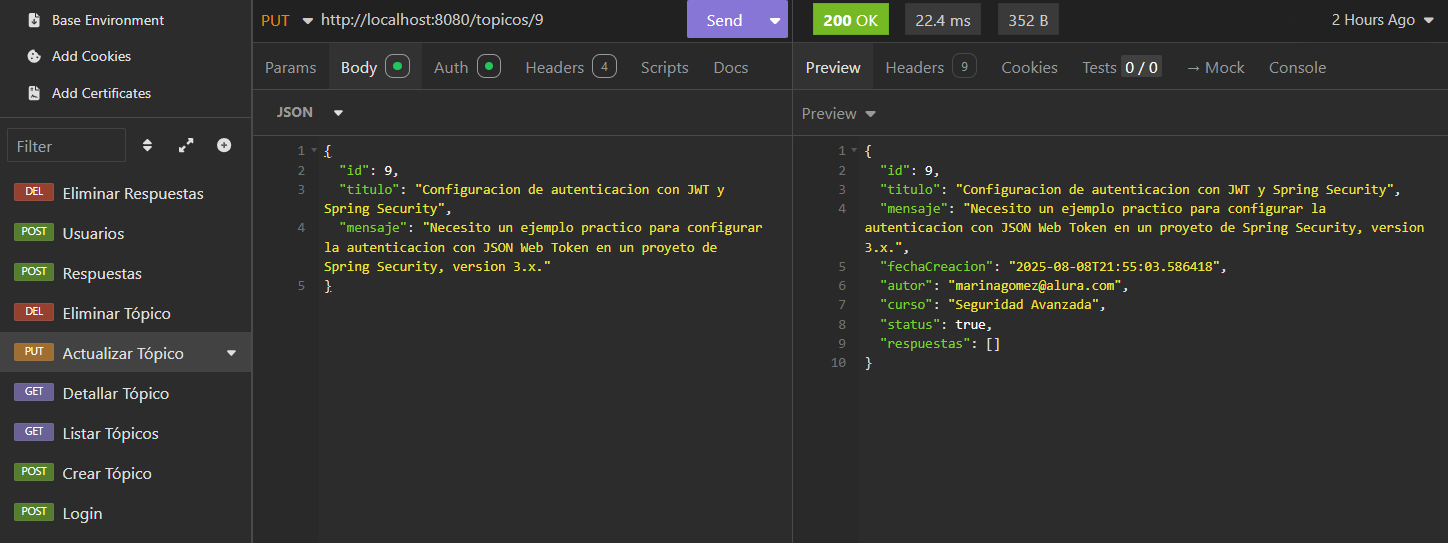 Base Environment
Add Cookies
Add Certificates
Filter
DEL Eliminar Respuestas
POST Usuarios
POST Respuestas
DEL Eliminar Tópico
PUT Actualizar Tópico
GET Detallar Tópico
GET Listar Tópicos
POST Crear Tópico
POST Login
PUT http://localhost:8080/topicos/9 Send
Params Body Auth Headers 4 Scripts Docs
JSON
1 {
2 "id": 9,
3 "titulo": "Configuracion de autenticacion con JWT y
Spring Security",
4 "mensaje": "Necesito un ejemplo practico para configurar
la autenticacion con JSON Web Token en un proyeto de
Spring Security, version 3.x."
5 }
200 OK 22.4 ms 352 B 2 Hours Ago
Preview Headers 9 Cookies Tests 0 / 0 → Mock Console
Preview
1 {
2 "id": 9,
3 "titulo": "Configuracion de autenticacion con JWT y Spring Security",
4 "mensaje": "Necesito un ejemplo practico para configurar la
autenticacion con JSON Web Token en un proyeto de Spring Security, version
3.x.",
5 "fechaCreacion": "2025-08-08T21:55:03.586418",
6 "autor": "marinagomez@alura.com",
7 "curso": "Seguridad Avanzada",
8 "status": true,
9 "respuestas": []
10 }